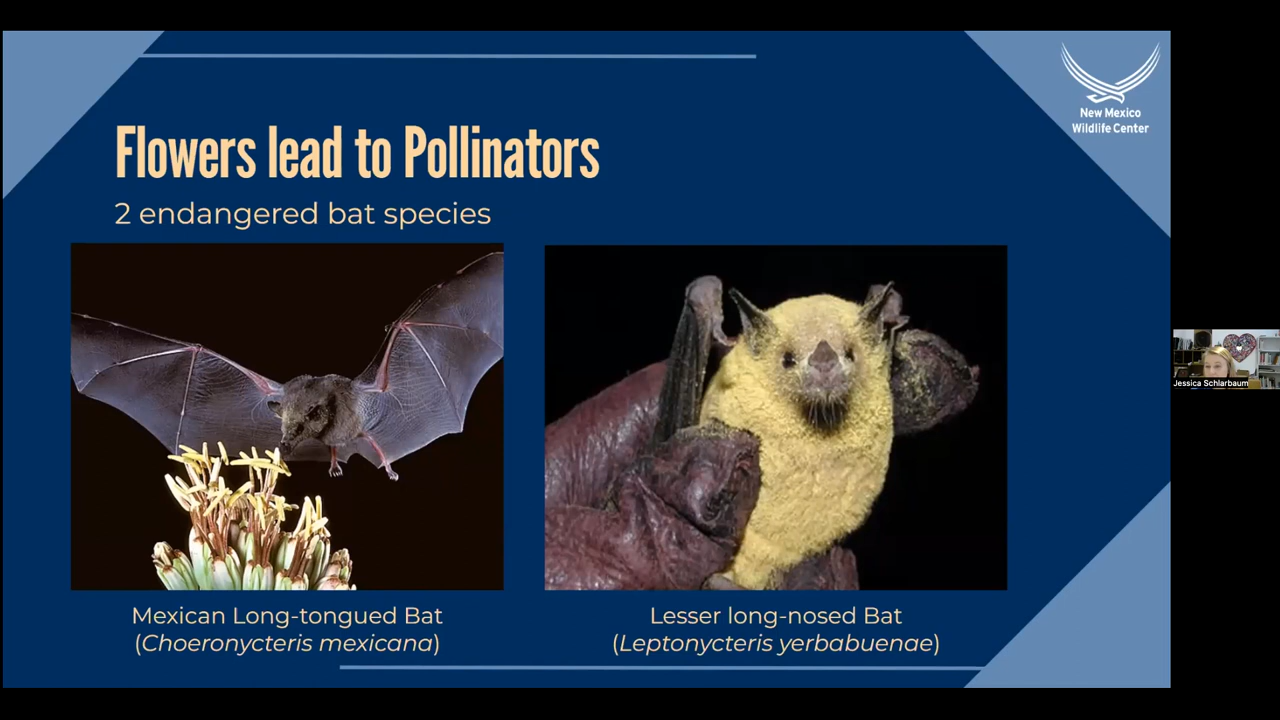 New Mexico
Wildlife Center
Flowers lead to Pollinators
2 endangered bat species
Mexican Long-tongued Bat
(Choeronycteris mexicana)
Lesser long-nosed Bat
(Leptonycteris yerbabuenae)
Jessica Schlarbaum